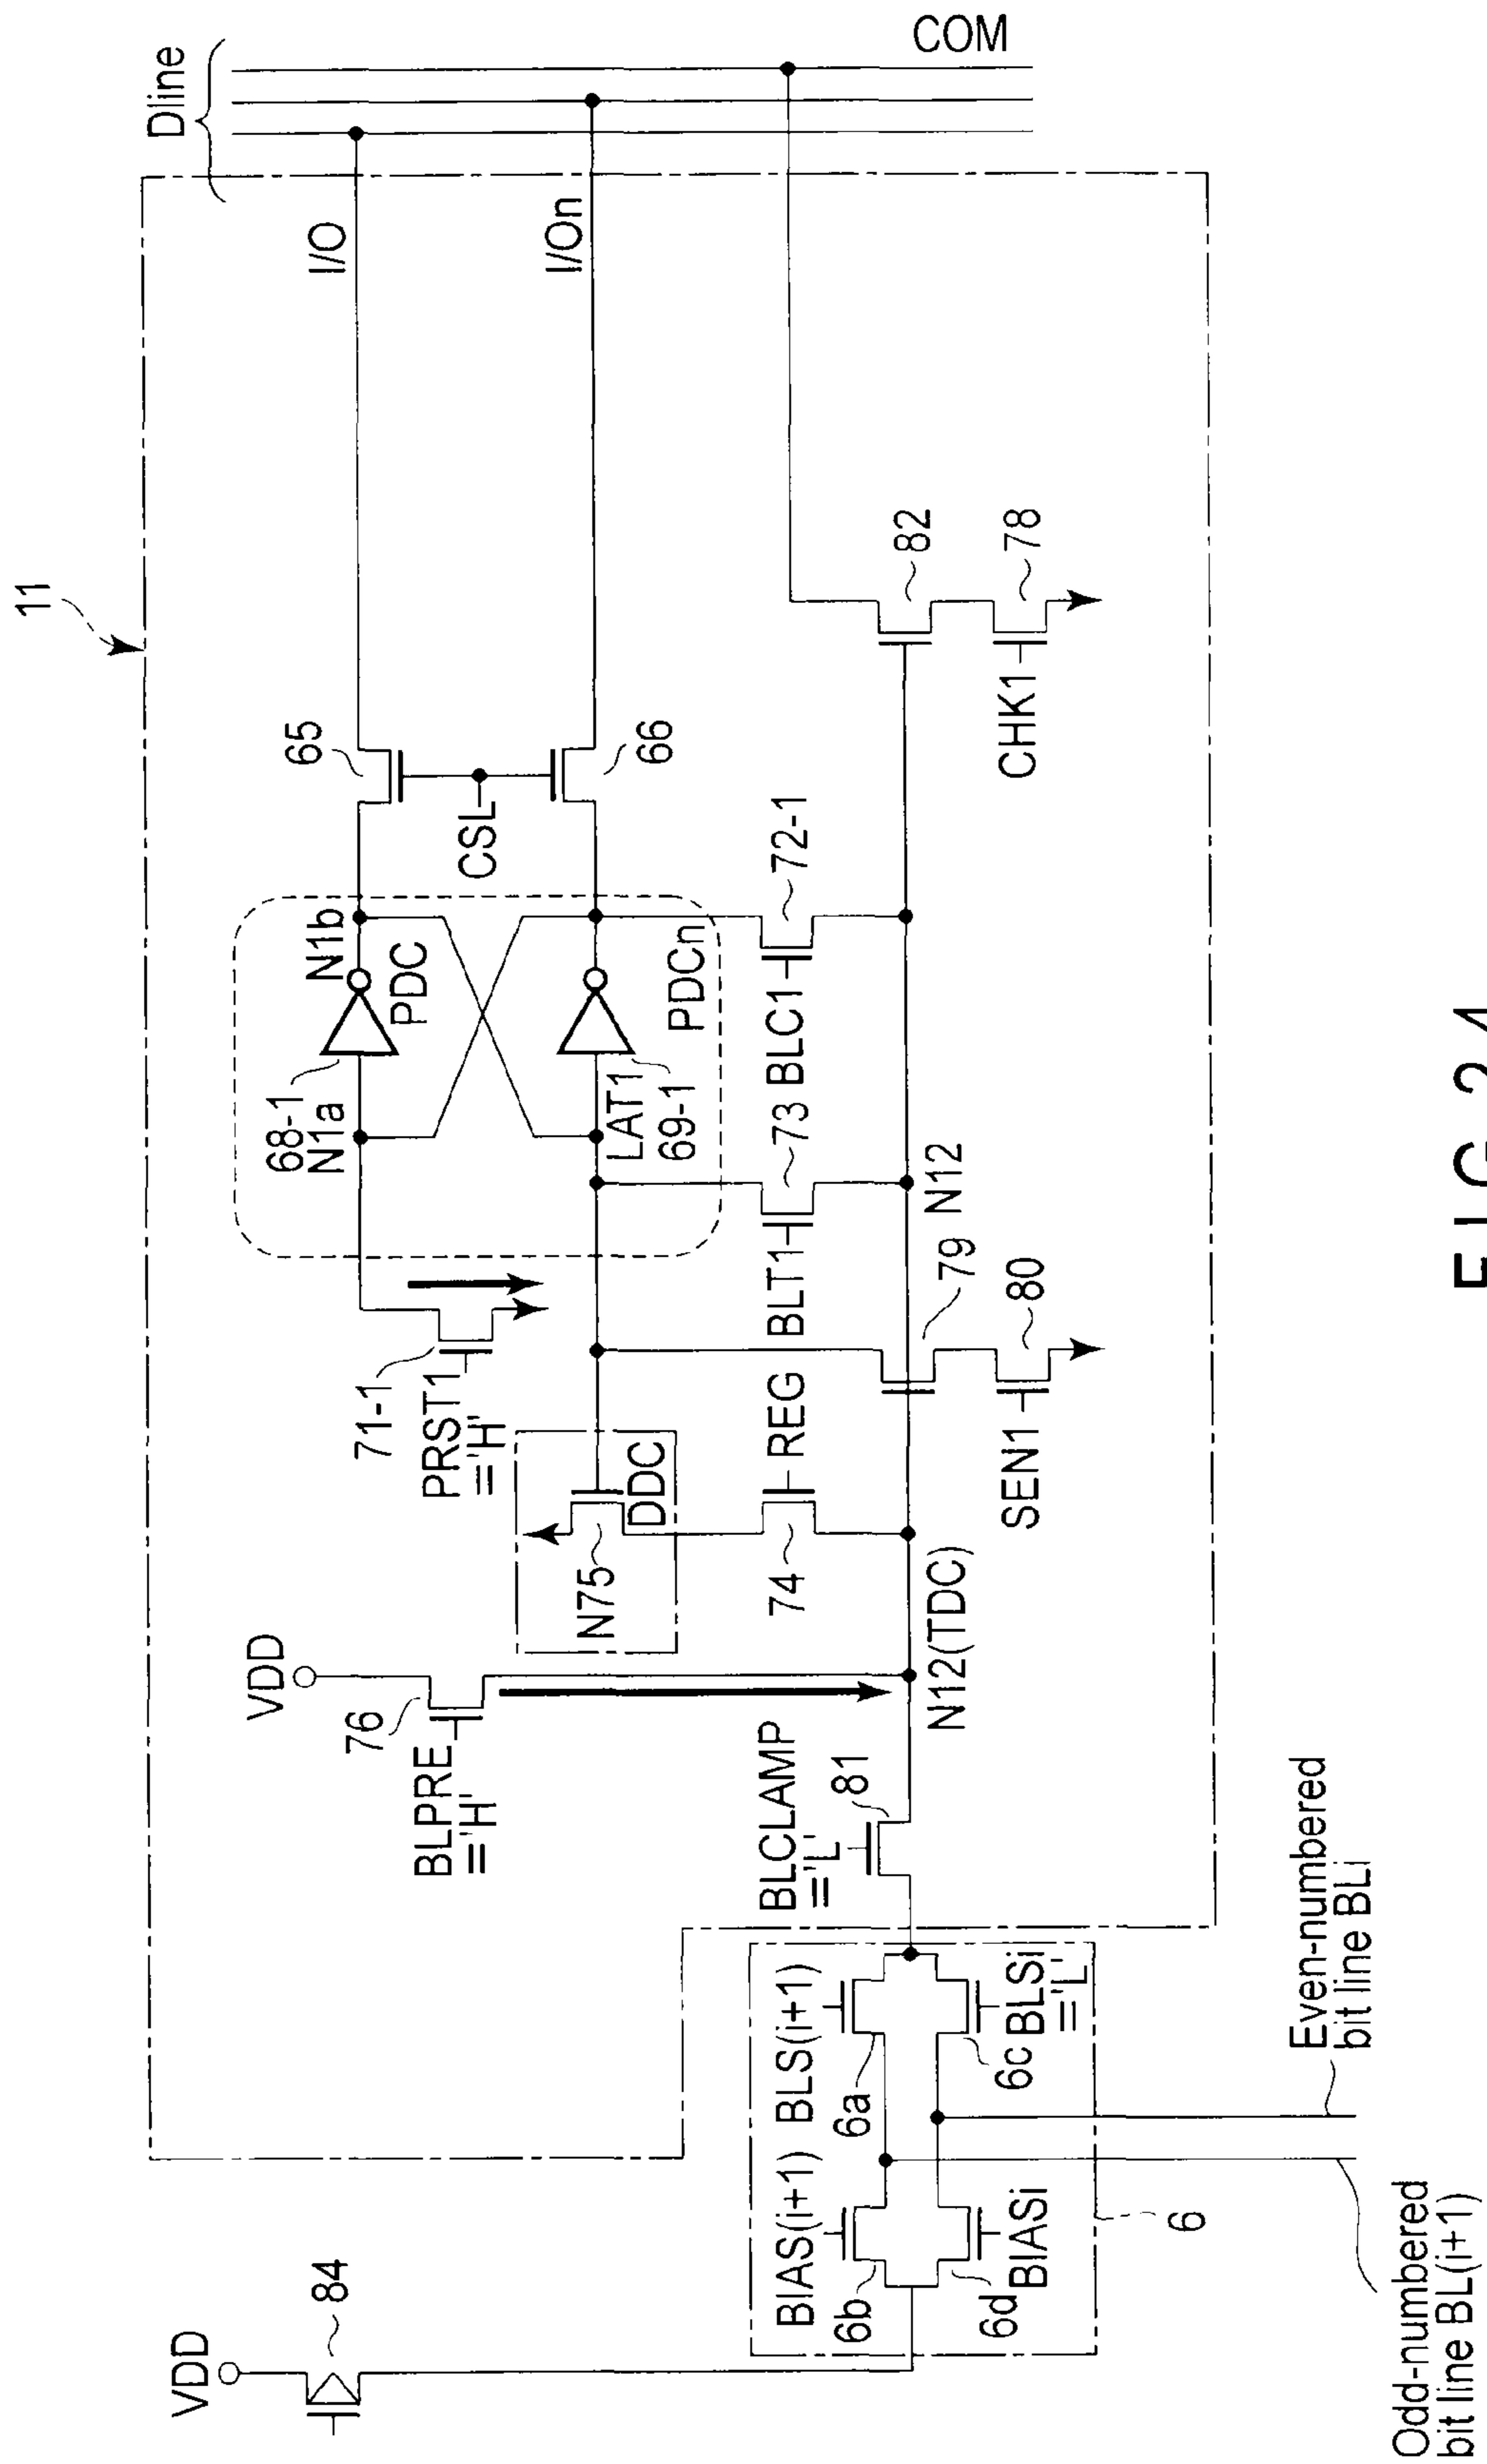 11
Dline
COM
I/O
I/On
65
66
CSL
82
78
CHK1
68-1
N1a
N1b
PDC
LAT1
69-1
PDCn
72-1
BLC1
73
BLT1
N12
79
80
SEN1
71-1
PRST1
='H'
N75
DDC
74
REG
VDD
76
BLPRE
='H'
N12(TDC)
BLCLAMP
='L'
81
BLS(i+1)
6a
6c
BLSi
='L'
BIAS(i+1)
6b
6d
BIASi
6
VDD
84
Even-numbered
bit line BLi
Odd-numbered
bit line BL(i+1)
FIG. 24